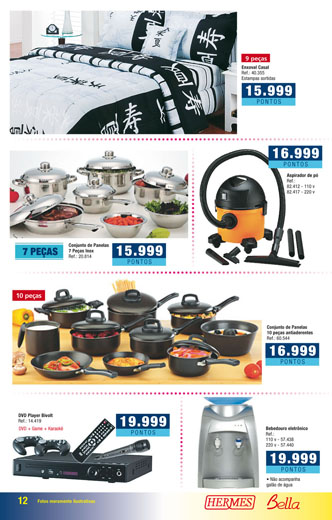 寿
9 peças
Enxoval Casal
Ref.: 40.355
Estampas sortidas
15.999
PONTOS
16.999
PONTOS
Aspirador de pó
Ref.:
82.412 - 110 v
82.417 - 220 v
7 PEÇAS
Conjunto de Panelas
7 Peças Inox
Ref.: 20.814
15.999
PONTOS
10 peças
Conjunto de Panelas
10 peças antiaderentes
Ref.: 60.544
16.999
PONTOS
DVD Player Bivolt
Ref.: 14.419
DVD + Game + Karaokê
19.999
PONTOS
Bebedouro eletrônico
Ref.:
110 v - 57.438
220 v - 57.440
19.999
PONTOS
• Não acompanha
galão de água
12
Fotos meramente ilustrativas
HERMES
Bella